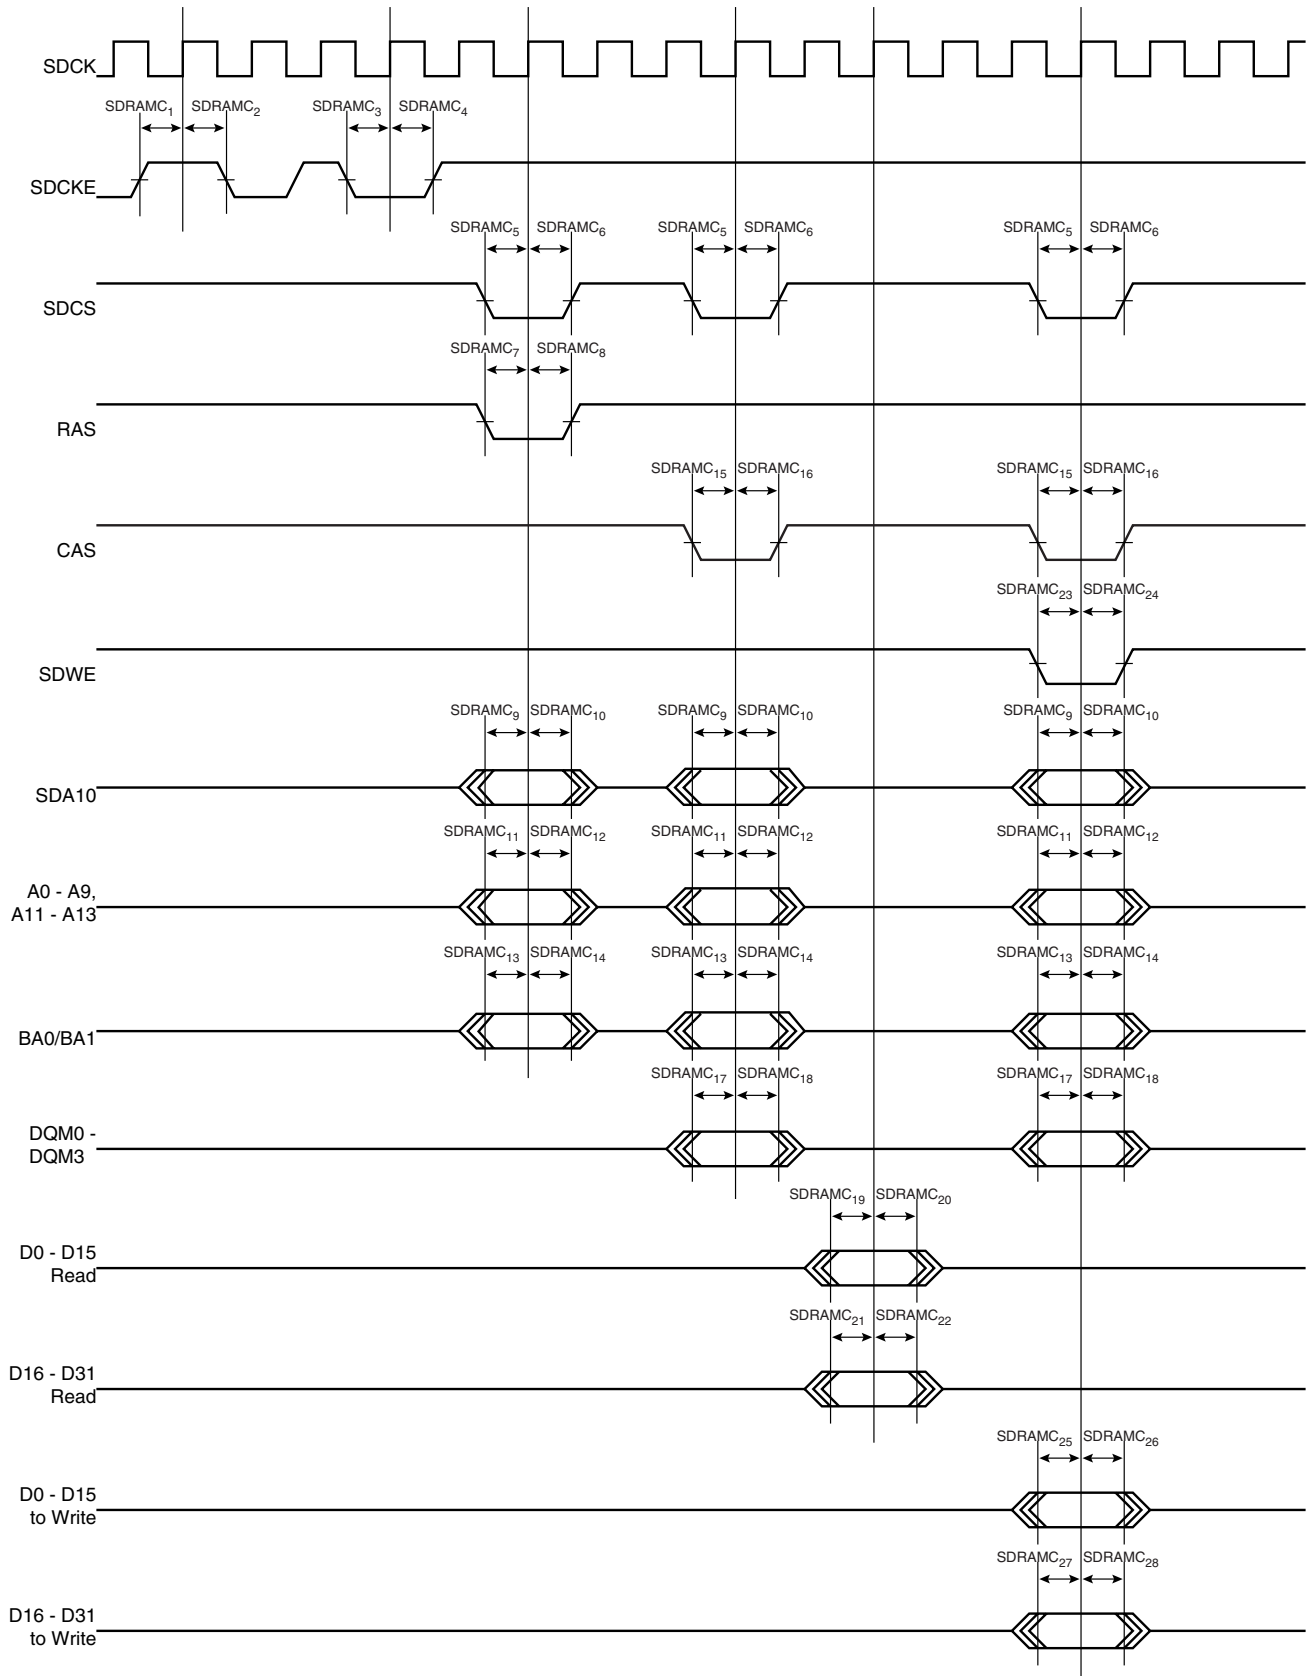 SDCK
SDRAMC1 SDRAMC2 SDRAMC3 SDRAMC4
SDCKE
SDRAMC5 SDRAMC6 SDRAMC5 SDRAMC6 SDRAMC5 SDRAMC6
SDCS
SDRAMC7 SDRAMC8
RAS
SDRAMC15 SDRAMC16 SDRAMC15 SDRAMC16
CAS
SDRAMC23 SDRAMC24
SDWE
SDRAMC9 SDRAMC10 SDRAMC9 SDRAMC10 SDRAMC9 SDRAMC10
SDA10
SDRAMC11 SDRAMC12 SDRAMC11 SDRAMC12 SDRAMC11 SDRAMC12
A0 - A9,
A11 - A13
SDRAMC13 SDRAMC14 SDRAMC13 SDRAMC14 SDRAMC13 SDRAMC14
BA0/BA1
SDRAMC17 SDRAMC18 SDRAMC17 SDRAMC18
DQM0 -
DQM3
SDRAMC19 SDRAMC20
D0 - D15
Read
SDRAMC21 SDRAMC22
D16 - D31
Read
SDRAMC25 SDRAMC26
D0 - D15
to Write
SDRAMC27 SDRAMC28
D16 - D31
to Write